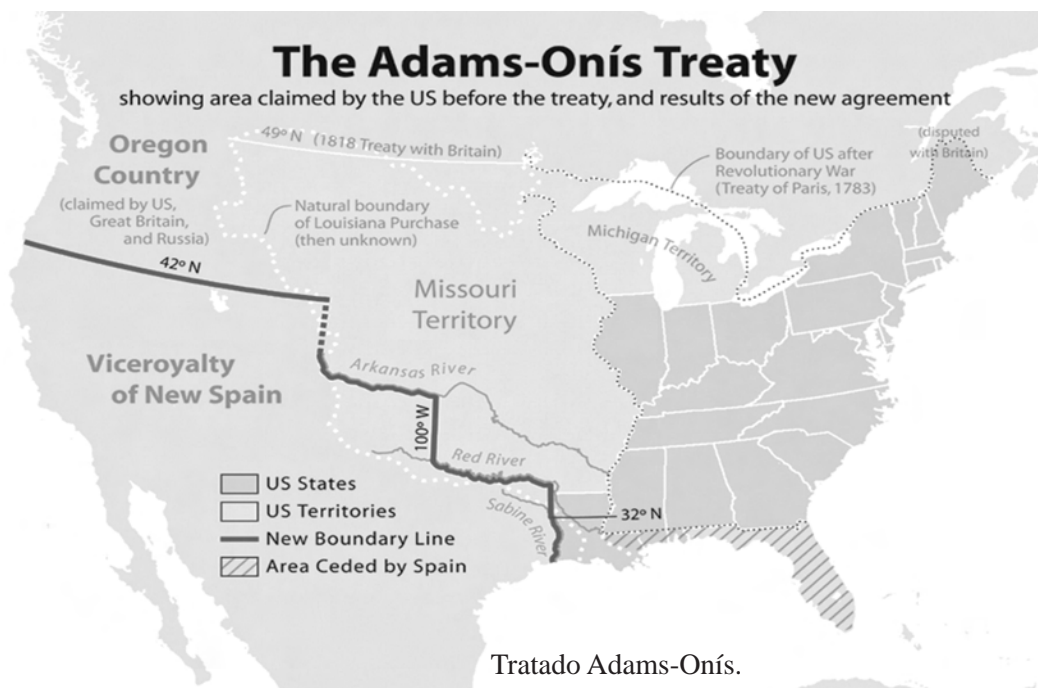 The Adams-Onís Treaty
showing area claimed by the US before the treaty, and results of the new agreement
Oregon
Country
(claimed by US,
Great Britain,
and Russia)
49º N (1818 Treaty with Britain)
Natural boundary
of Louisiana Purchase
(then unknown)
Boundary of US after
Revolutionary War
(Treaty of Paris, 1783)
(disputed
with Britain)
Michigan Territory
42º N
Missouri
Territory
Viceroyalty
of New Spain
Arkansas River
100º W
Red River
Sabine River
32º N
US States
US Territories
New Boundary Line
Area Ceded by Spain
Tratado Adams-Onís.